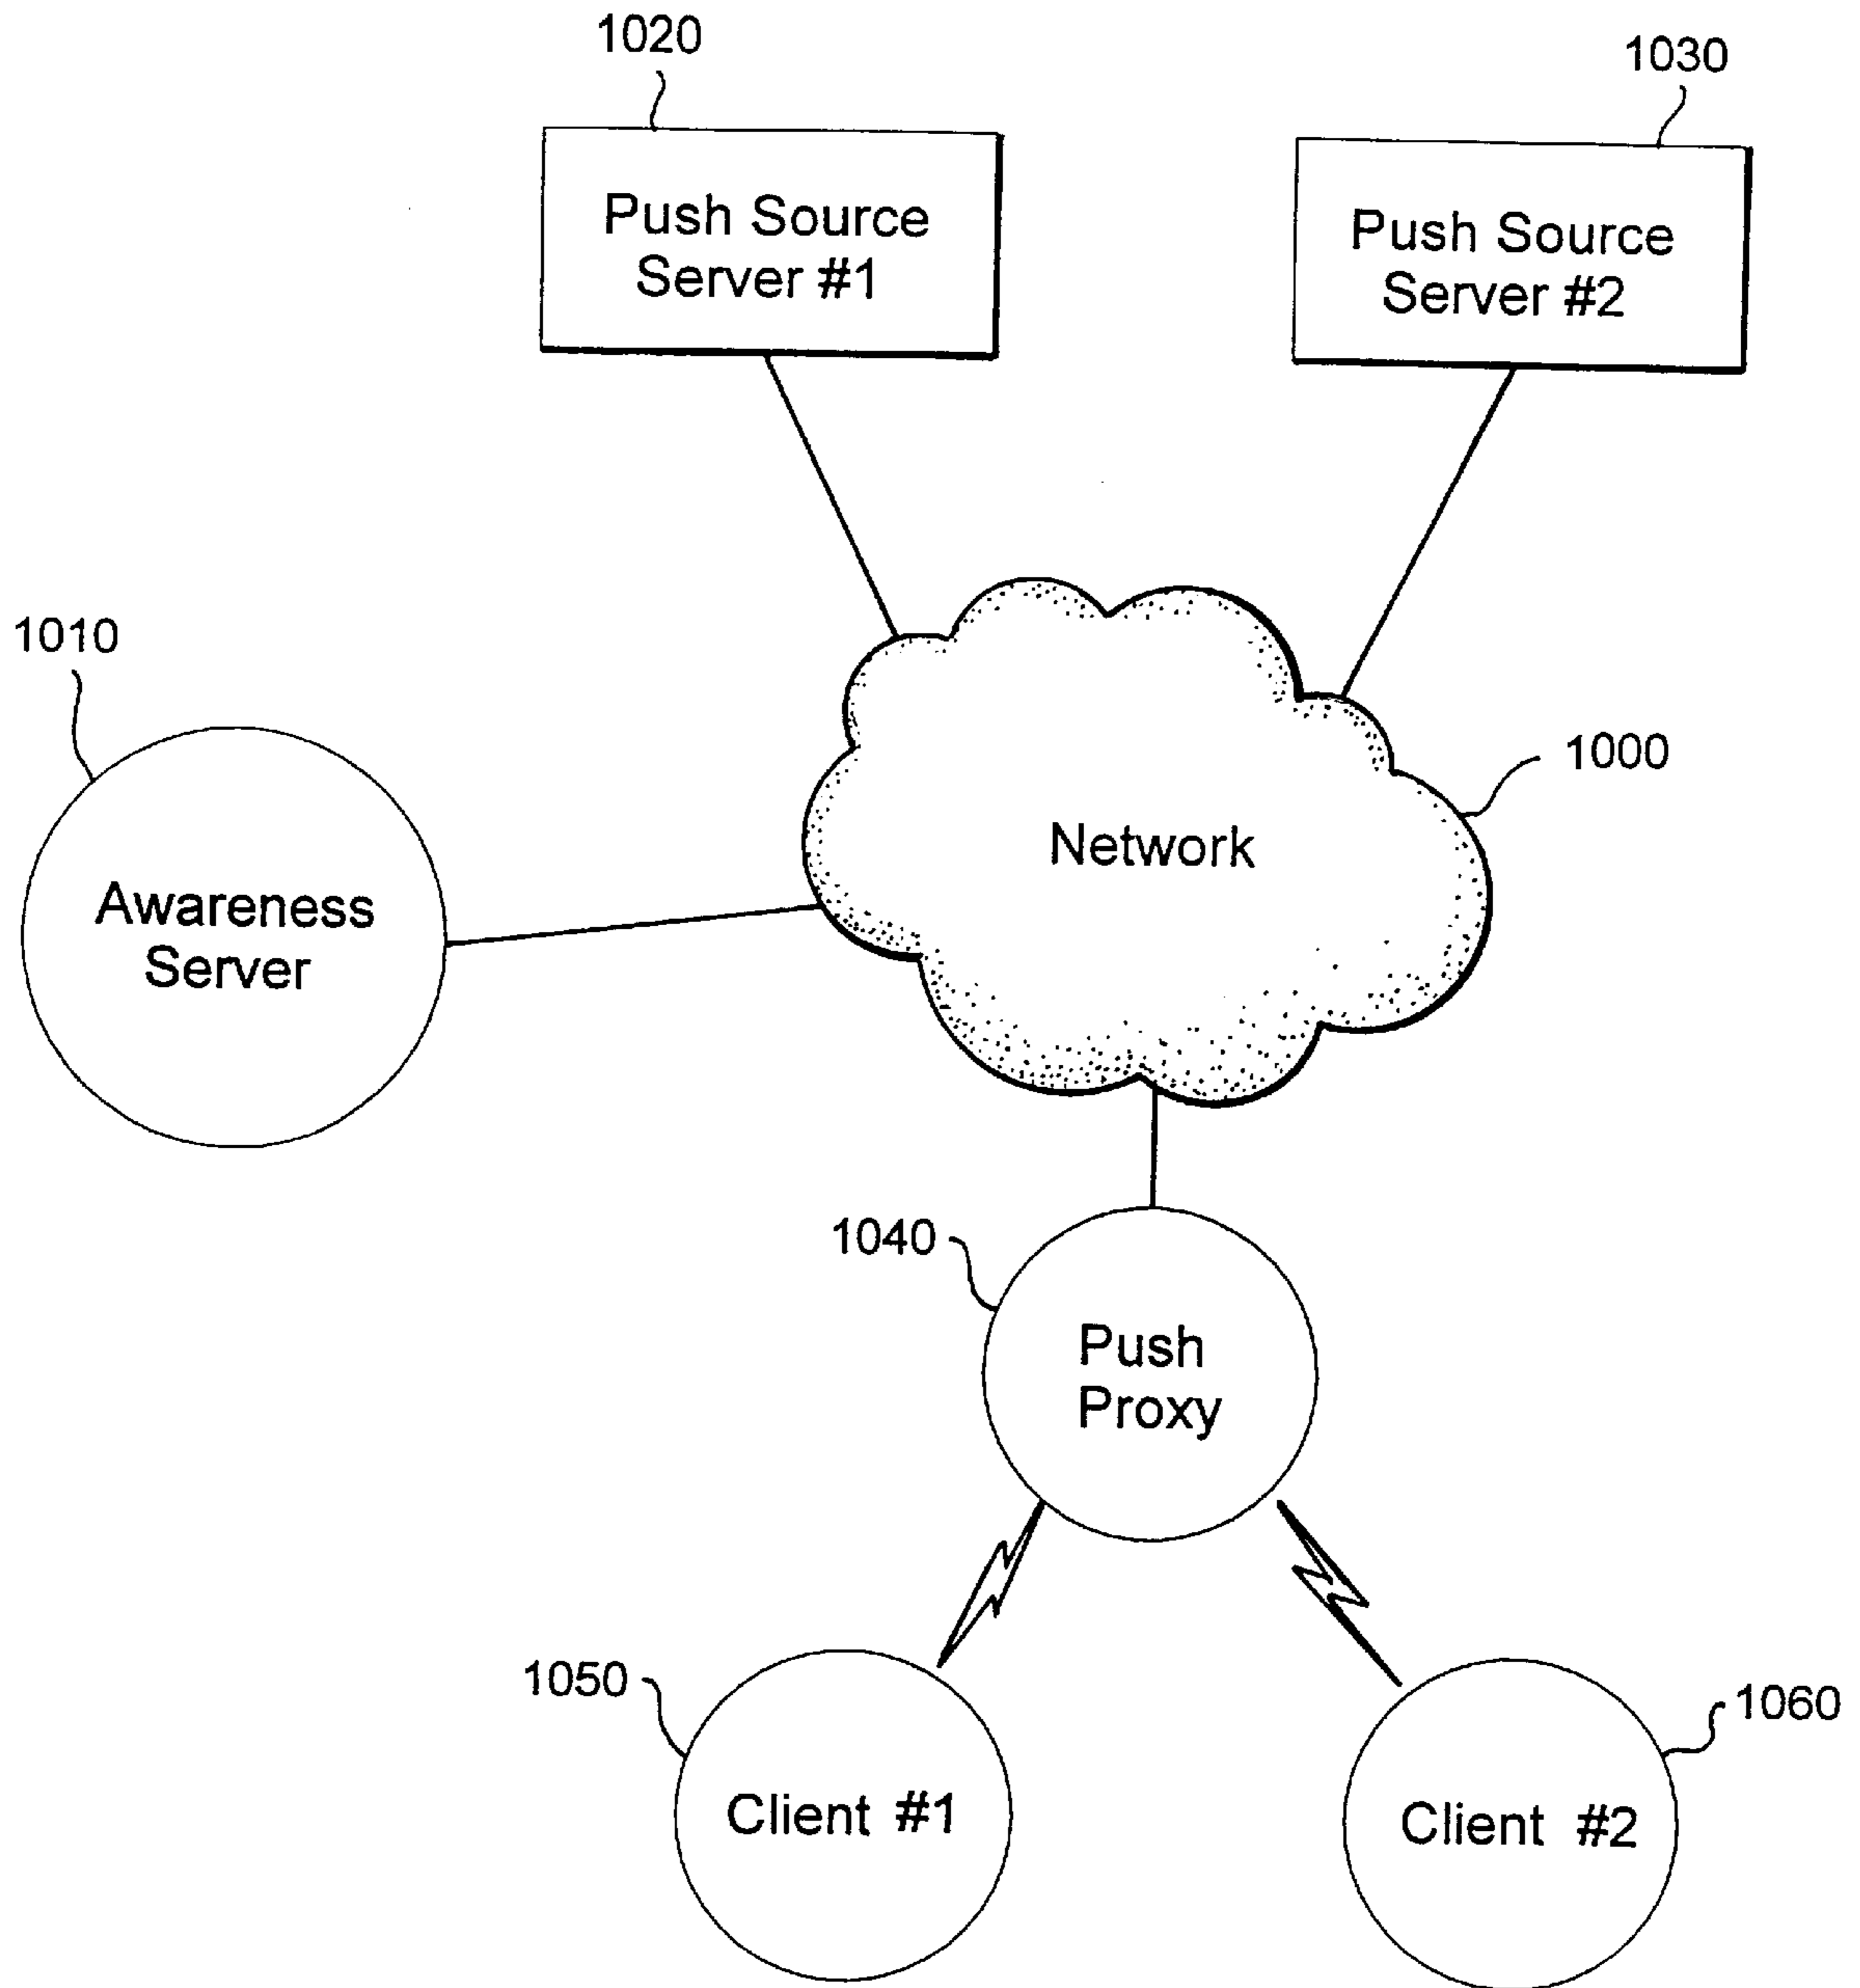 1020
1030
Push Source
Server #1
Push Source
Server #2
1010
1000
Network
Awareness
Server
1040
Push
Proxy
1050
1060
Client #1
Client #2